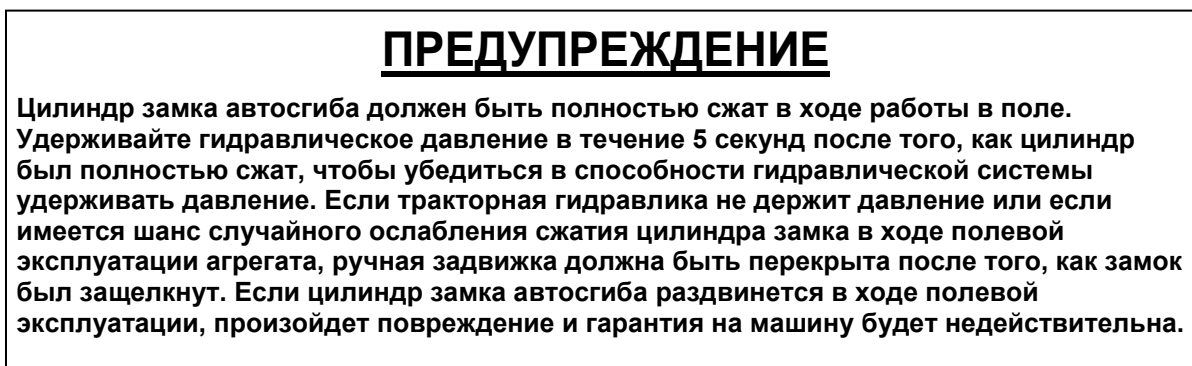 ПРЕДУПРЕЖДЕНИЕ
Цилиндр замка автосгиба должен быть полностью сжат в ходе работы в поле.
Удерживайте гидравлическое давление в течение 5 секунд после того, как цилиндр
был полностью сжат, чтобы убедиться в способности гидравлической системы
удерживать давление. Если тракторная гидравлика не держит давление или если
имеется шанс случайного ослабления сжатия цилиндра замка в ходе полевой
эксплуатации агрегата, ручная задвижка должна быть перекрыта после того, как замок
был защелкнут. Если цилиндр замка автосгиба раздвинется в ходе полевой
эксплуатации, произойдет повреждение и гарантия на машину будет недействительна.